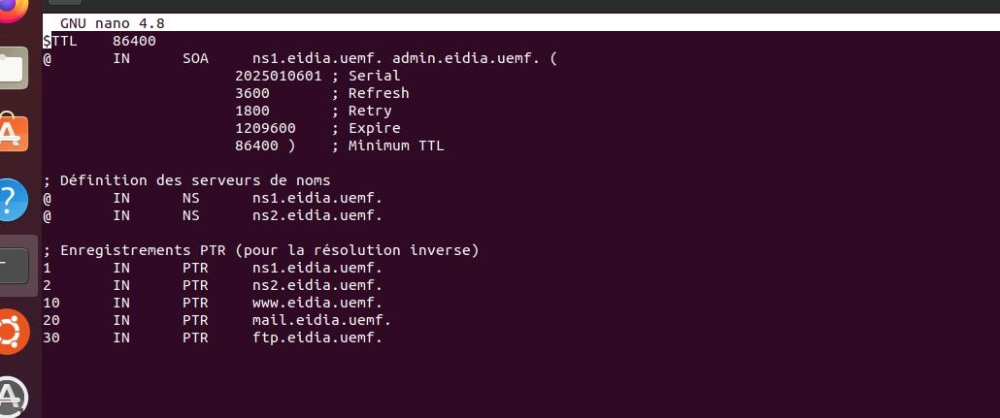 GNU nano 4.8
$TTL    86400
@       IN      SOA     ns1.eidia.uemf. admin.eidia.uemf. (
                      2025010601 ; Serial
                      3600       ; Refresh
                      1800       ; Retry
                      1209600    ; Expire
                      86400 )    ; Minimum TTL
; Définition des serveurs de noms
@       IN      NS      ns1.eidia.uemf.
@       IN      NS      ns2.eidia.uemf.
; Enregistrements PTR (pour la résolution inverse)
1       IN      PTR     ns1.eidia.uemf.
2       IN      PTR     ns2.eidia.uemf.
10      IN      PTR     www.eidia.uemf.
20      IN      PTR     mail.eidia.uemf.
30      IN      PTR     ftp.eidia.uemf.